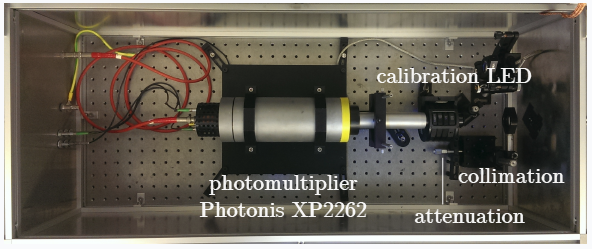 calibration LED
collimation
photomultiplier
Photonis XP2262
attenuation